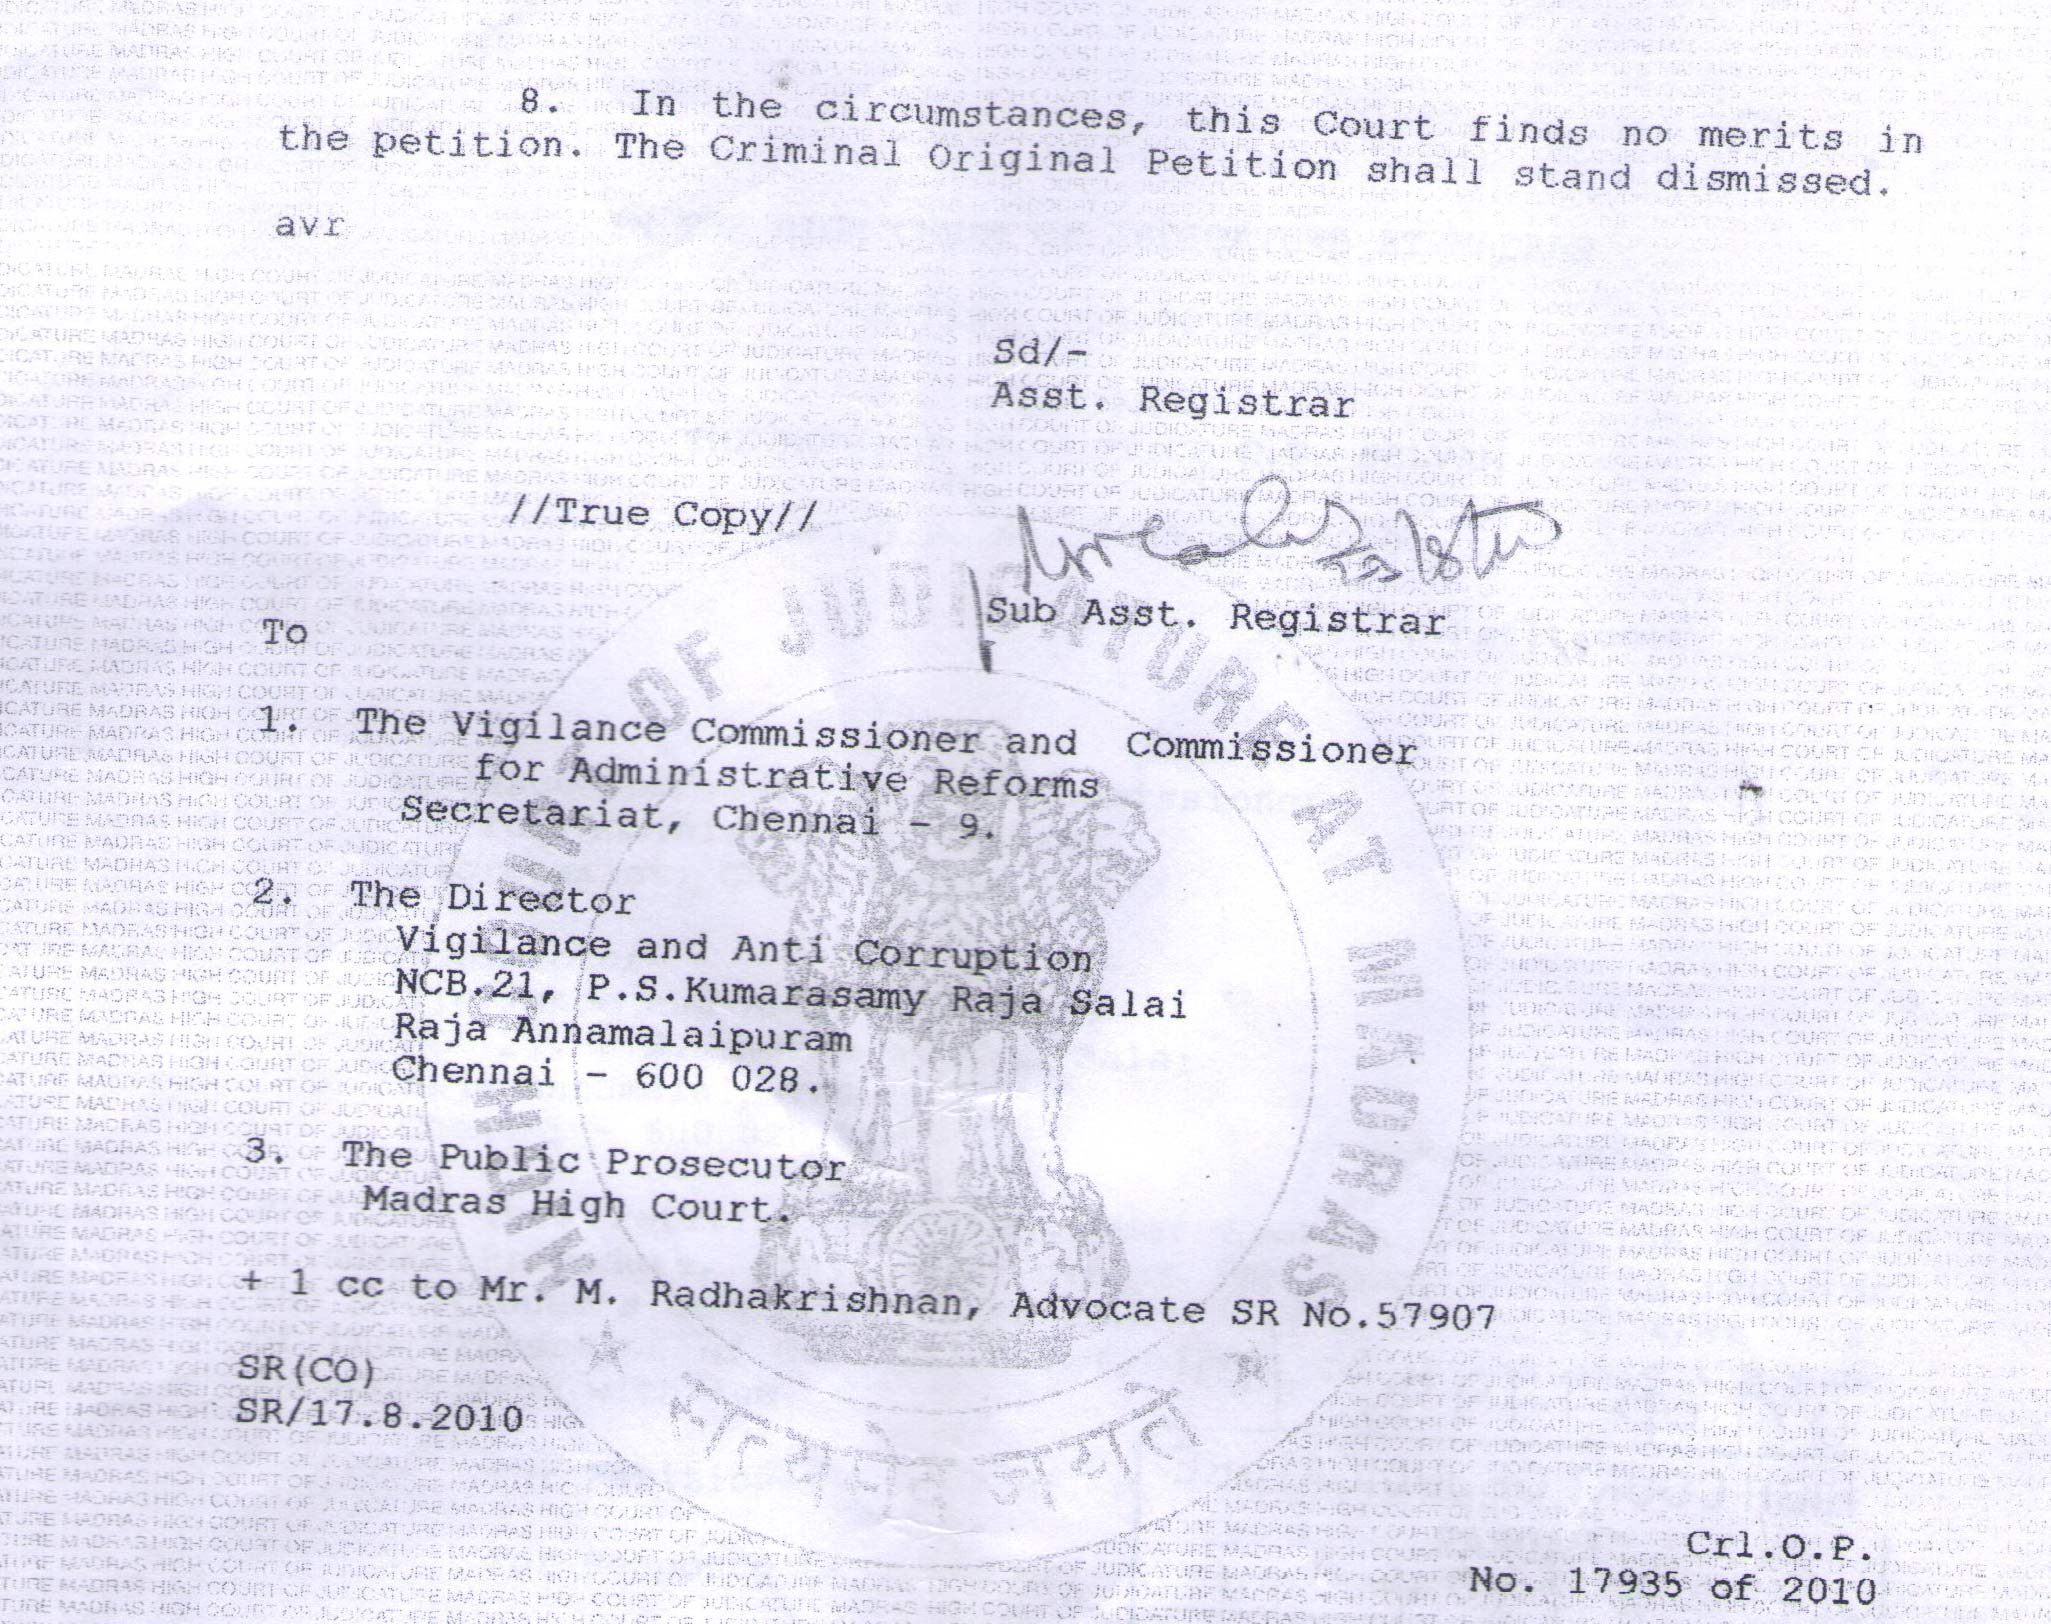 8. In the circumstances, this Court finds no merits in
the petition. The Criminal Original Petition shall stand dismissed.
avr
Sd/-
Asst. Registrar
//True Copy//
Sub Asst. Registrar
To
1. The Vigilance Commissioner and Commissioner
for Administrative Reforms
Secretariat, Chennai - 9.
2. The Director
Vigilance and Anti Corruption
NCB.21, P.S.Kumarasamy Raja Salai
Raja Annamalaipuram
Chennai - 600 028.
3. The Public Prosecutor
Madras High Court.
+ 1 cc to Mr. M. Radhakrishnan, Advocate SR No.57907
SR(CO)
SR/17.8.2010
Crl.O.P.
No. 17935 of 2010
HIGH COURT OF JUDICATURE AT MADRAS
सत्यमेव जयते